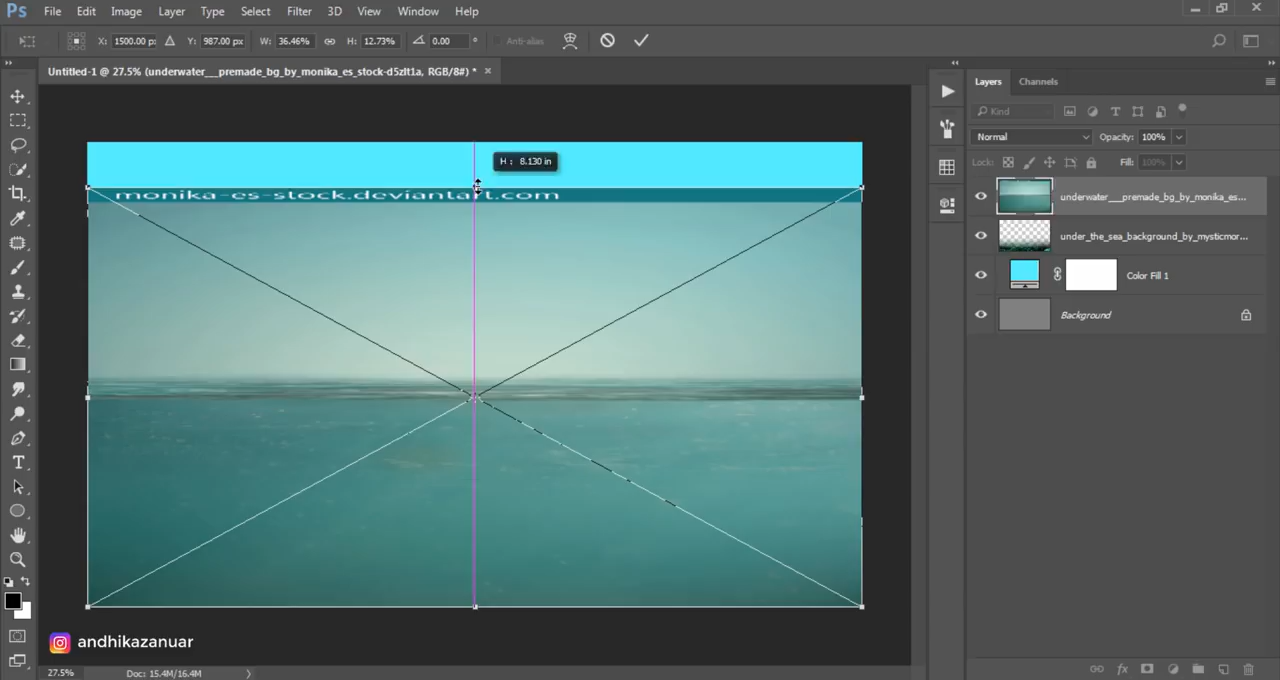 Ps File Edit Image Layer Type Select Filter 3D View Window Help
X: 1500.00 px Y: 987.00 px W: 36.46% H: 12.73% 0.00 ° Anti-alias
Untitled-1 @ 27.5% (underwater___premade_bg_by_monika_es_stock-d5zlt1a, RGB/8#) * ×
Layers Channels
Kind
Normal Opacity: 100%
Lock: Fill: 100%
H : 8.130 in
monika-es-stock.deviantart.com
underwater___premade_bg_by_monika_es...
under_the_sea_background_by_mysticmor...
Color Fill 1
Background
andhikazanuar
27.5% Doc: 15.4M/16.4M